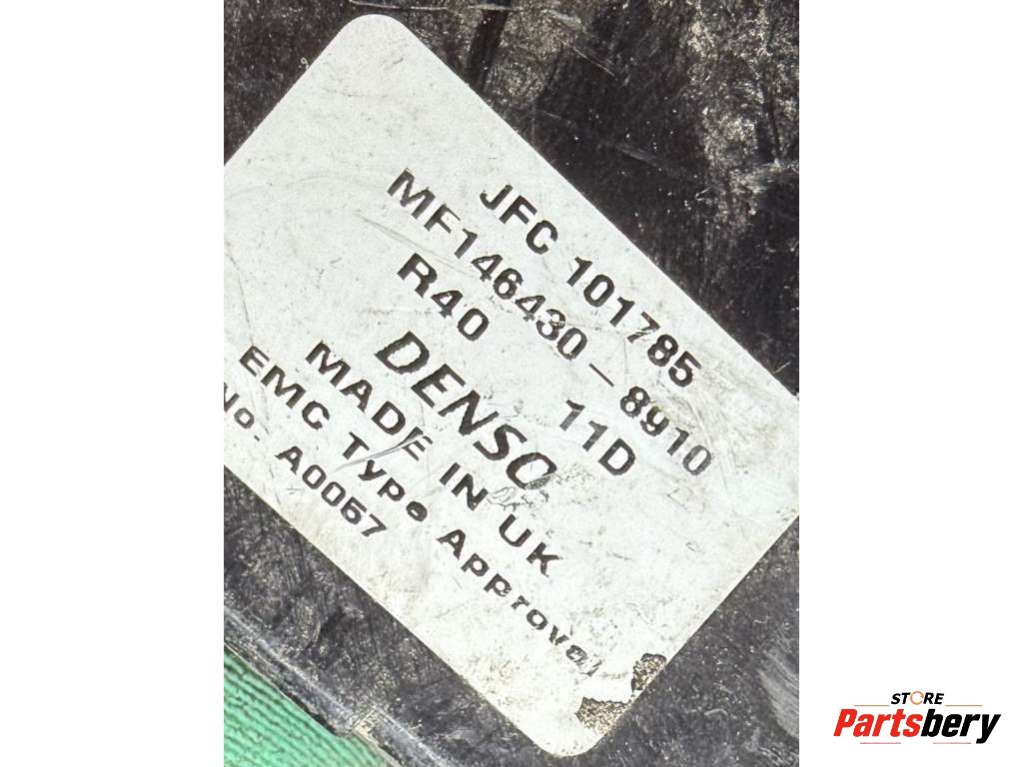 JFC 101785
MF146430-8910
R40 11D
DENSO
MADE IN UK
EMC Type Approval
No. A0067
STORE
Partsbery